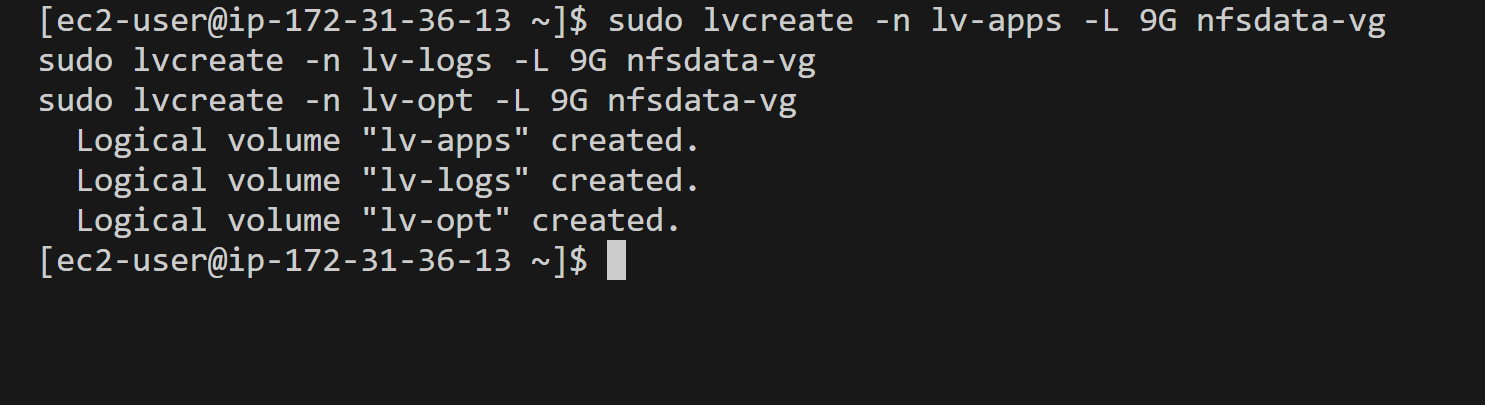 [ec2-user@ip-172-31-36-13 ~]$ sudo lvcreate -n lv-apps -L 9G nfsdata-vg
sudo lvcreate -n lv-logs -L 9G nfsdata-vg
sudo lvcreate -n lv-opt -L 9G nfsdata-vg
  Logical volume "lv-apps" created.
  Logical volume "lv-logs" created.
  Logical volume "lv-opt" created.
[ec2-user@ip-172-31-36-13 ~]$